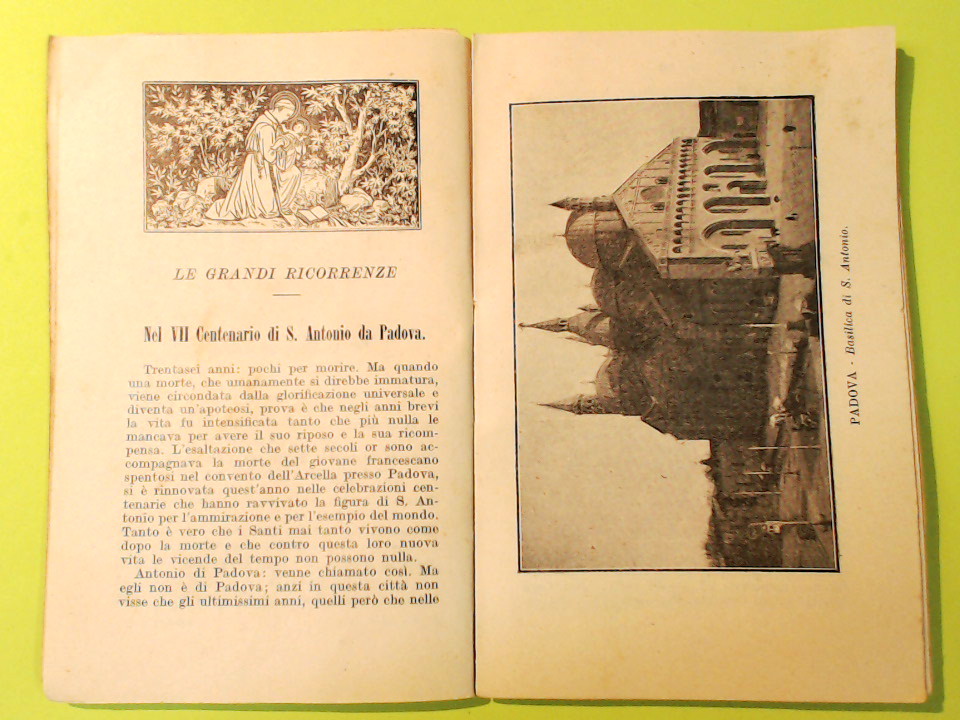 LE GRANDI RICORRENZE
Nel VII Centenario di S. Antonio da Padova.
Trentasei anni: pochi per morire. Ma quando
una morte, che umanamente si direbbe immatura,
viene circondata dalla glorificazione universale e
diventa un'apoteosi, prova è che negli anni brevi
la vita fu intensificata tanto che più nulla le
mancava per avere il suo riposo e la sua ricom-
pensa. L'esaltazione che sette secoli or sono ac-
compagnava la morte del giovane francescano
spentosi nel convento dell'Arcella presso Padova,
si è rinnovata quest'anno nelle celebrazioni cen-
tenarie che hanno ravvivato la figura di S. An-
tonio per l'ammirazione e per l'esempio del mondo.
Tanto è vero che i Santi mai tanto vivono come
dopo la morte e che contro questa loro nuova
vita le vicende del tempo non possono nulla.
Antonio di Padova: venne chiamato così. Ma
egli non è di Padova; anzi in questa città non
visse che gli ultimissimi anni, quelli però che nelle
PADOVA - Basilica di S. Antonio.